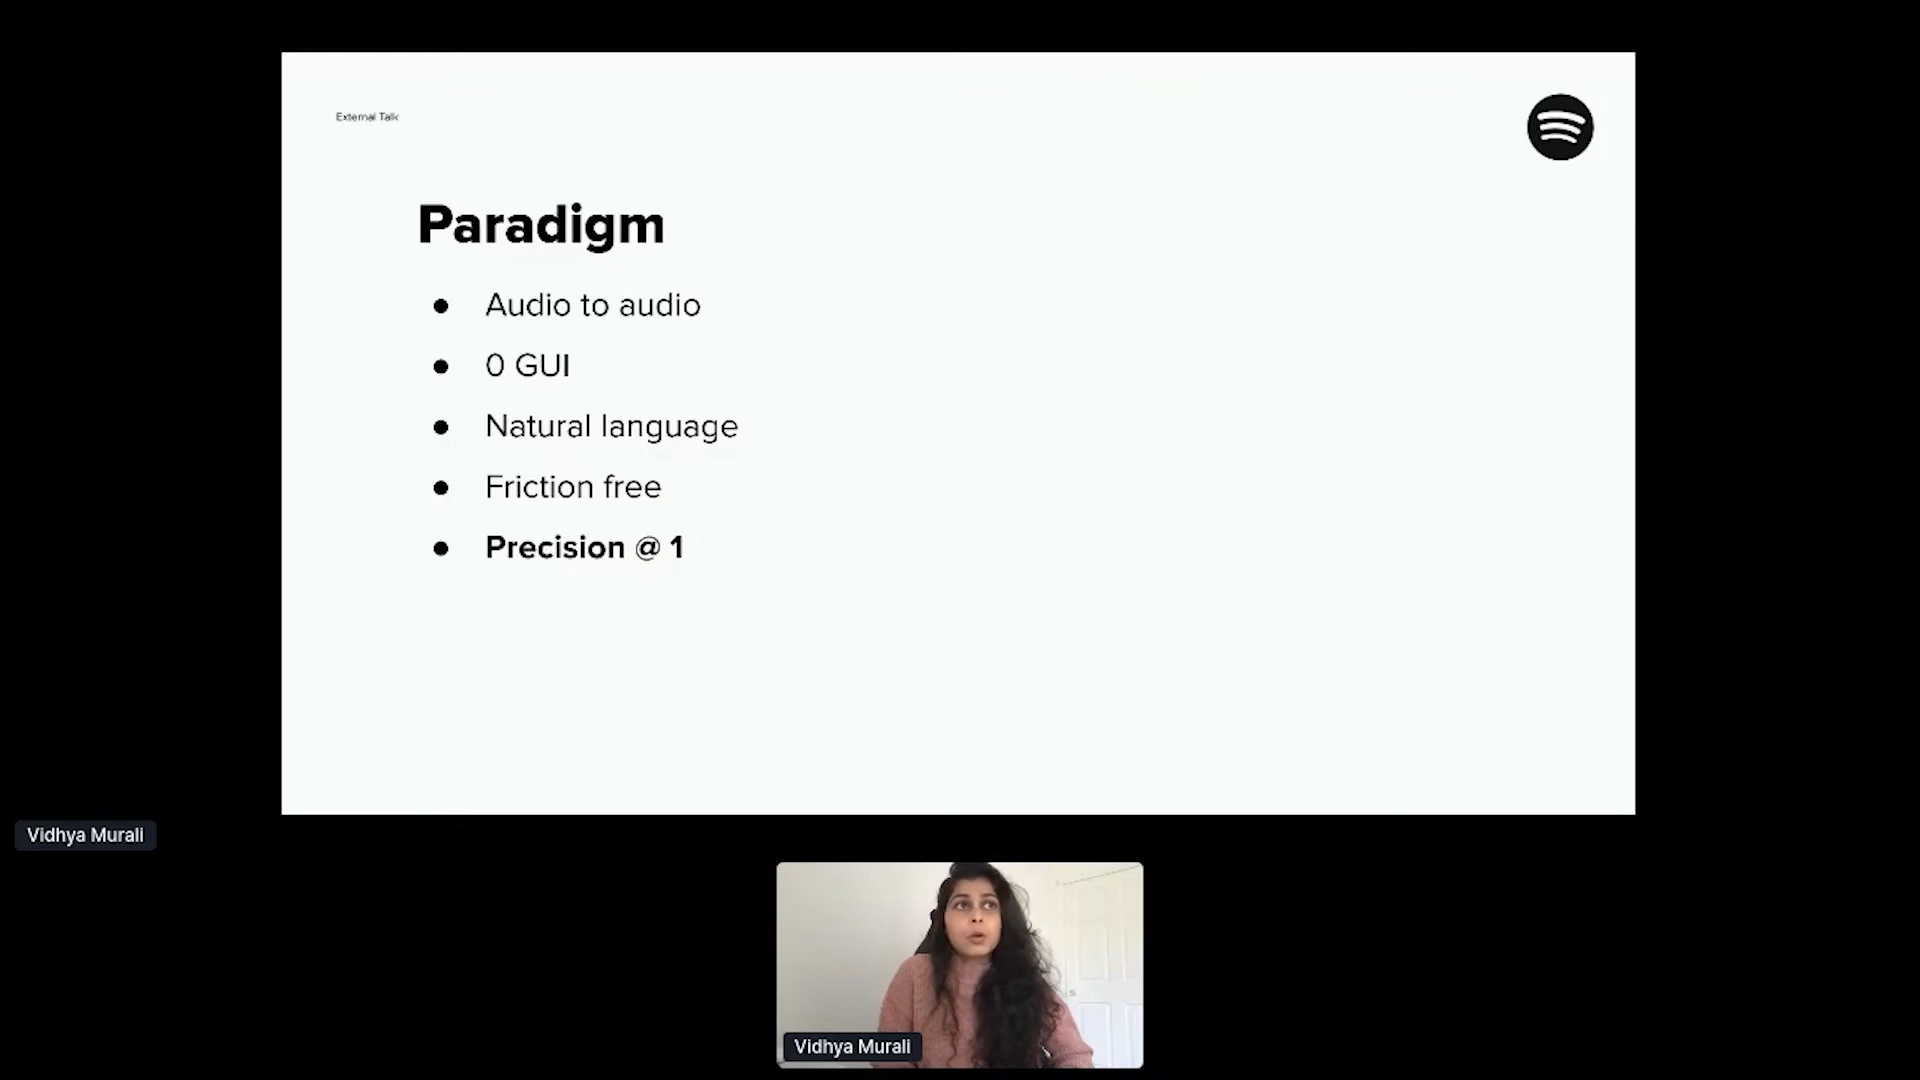 External Talk
Paradigm
● Audio to audio
● 0 GUI
● Natural language
● Friction free
● Precision @ 1
Vidhya Murali
Vidhya Murali